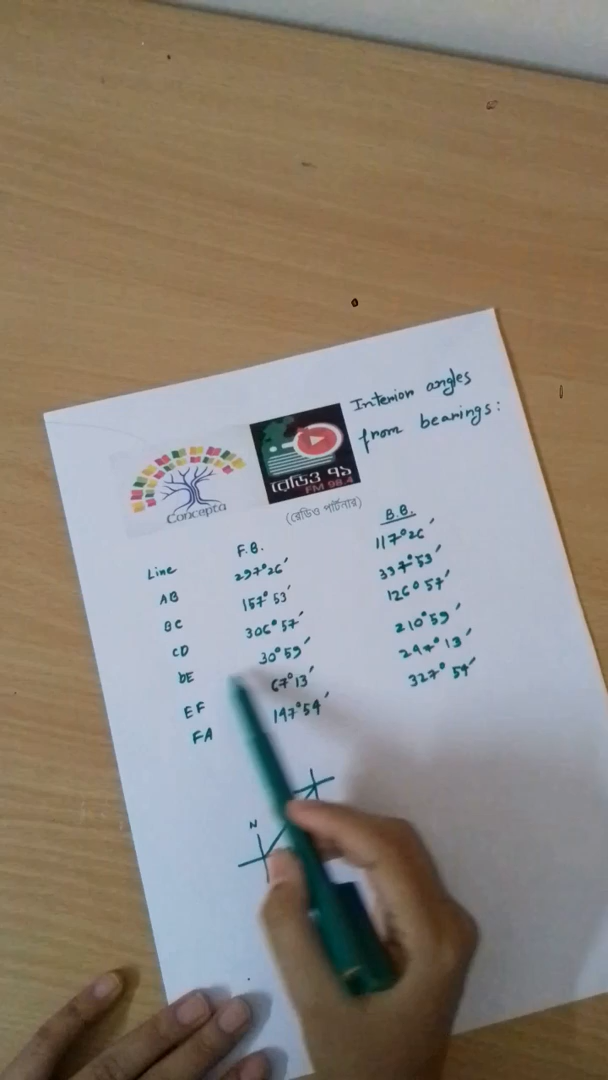 Interior angles
from bearings:
Concepta
রেডিও ৭১
FM 98.4
(রেডিও পার্টনার)
Line F.B. B.B.
AB 297°26′ 117°26′
BC 157°53′ 337°53′
CD 306°57′ 126°57′
DE 30°59′ 210°59′
EF 67°13′ 247°13′
FA 147°54′ 327°54′
N